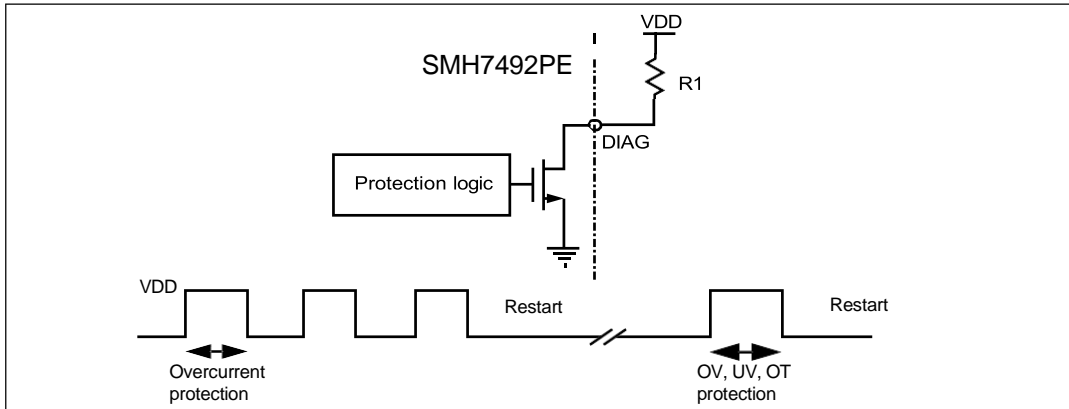 VDD
SMH7492PE
R1
DIAG
Protection logic
VDD
Restart
Restart
Overcurrent
protection
OV, UV, OT
protection